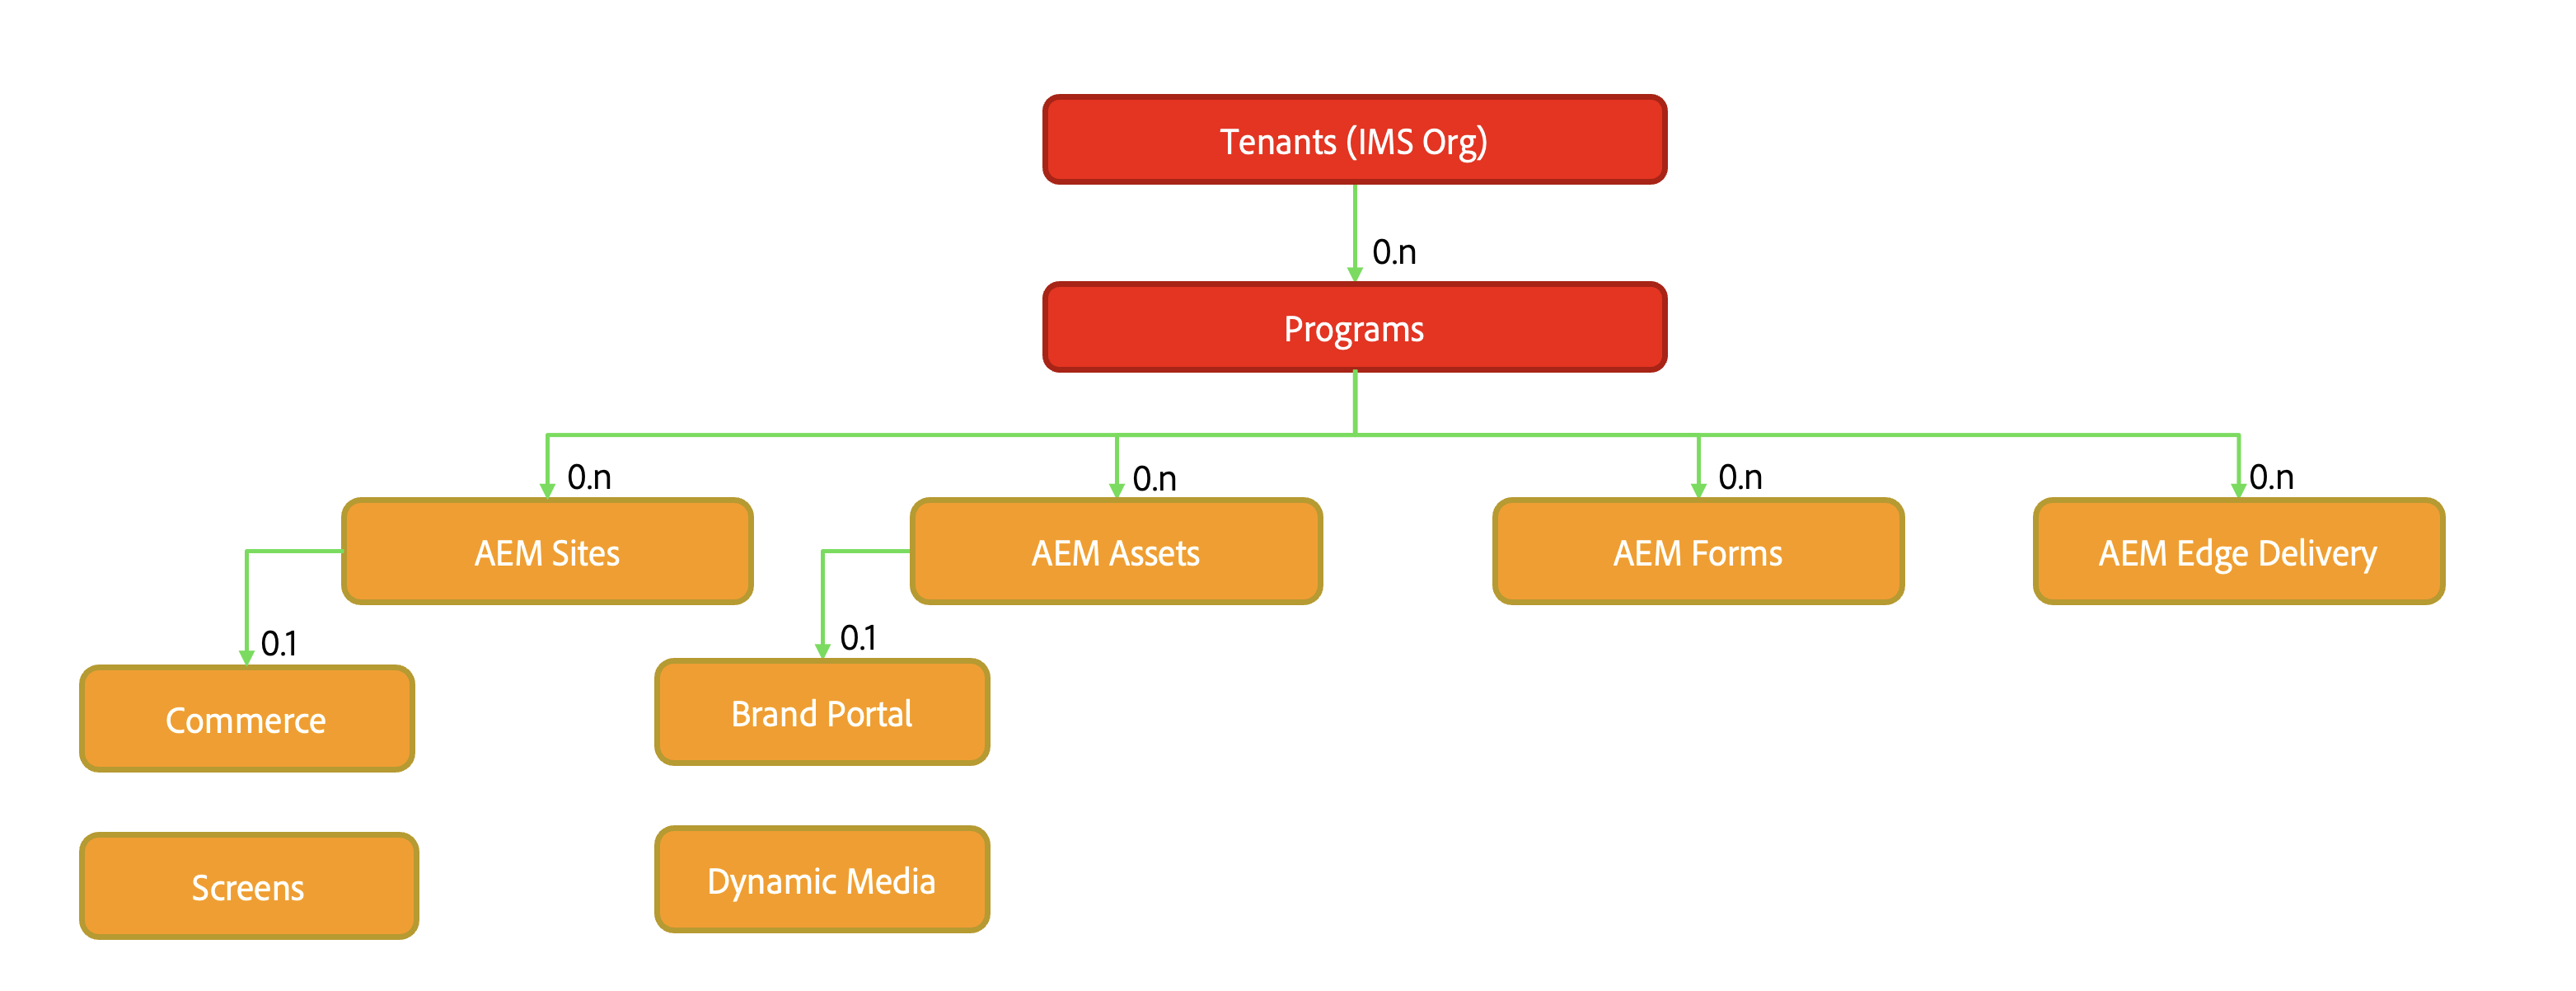 Tenants (IMS Org)
0.n
Programs
0.n
0.n
0.n
0.n
AEM Sites
AEM Assets
AEM Forms
AEM Edge Delivery
0.1
0.1
Commerce
Brand Portal
Screens
Dynamic Media